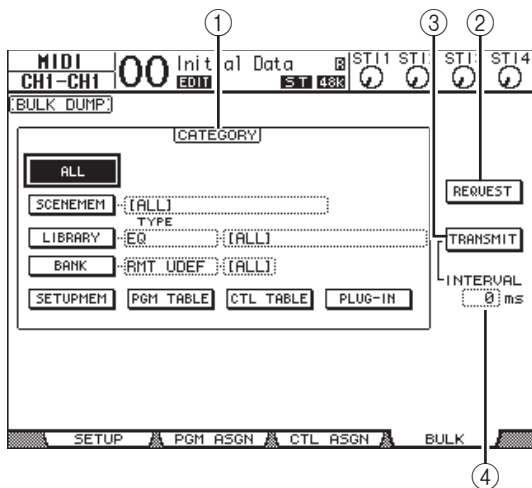 ① ③ ②
MIDI
CH1-CH1
00 Init al Data R
EDIT ST 48K
STI1 STI STI STI4
BULK DUMP
CATEGORY
ALL
REQUEST
SCENEMEM [ALL]
TYPE
LIBRARY EQ [ALL]
TRANSMIT
BANK RMT UDEF [ALL]
INTERVAL
0 ms
SETUPMEM PGM TABLE CTL TABLE PLUG-IN
SETUP PGM ASGN CTL ASGN BULK
④